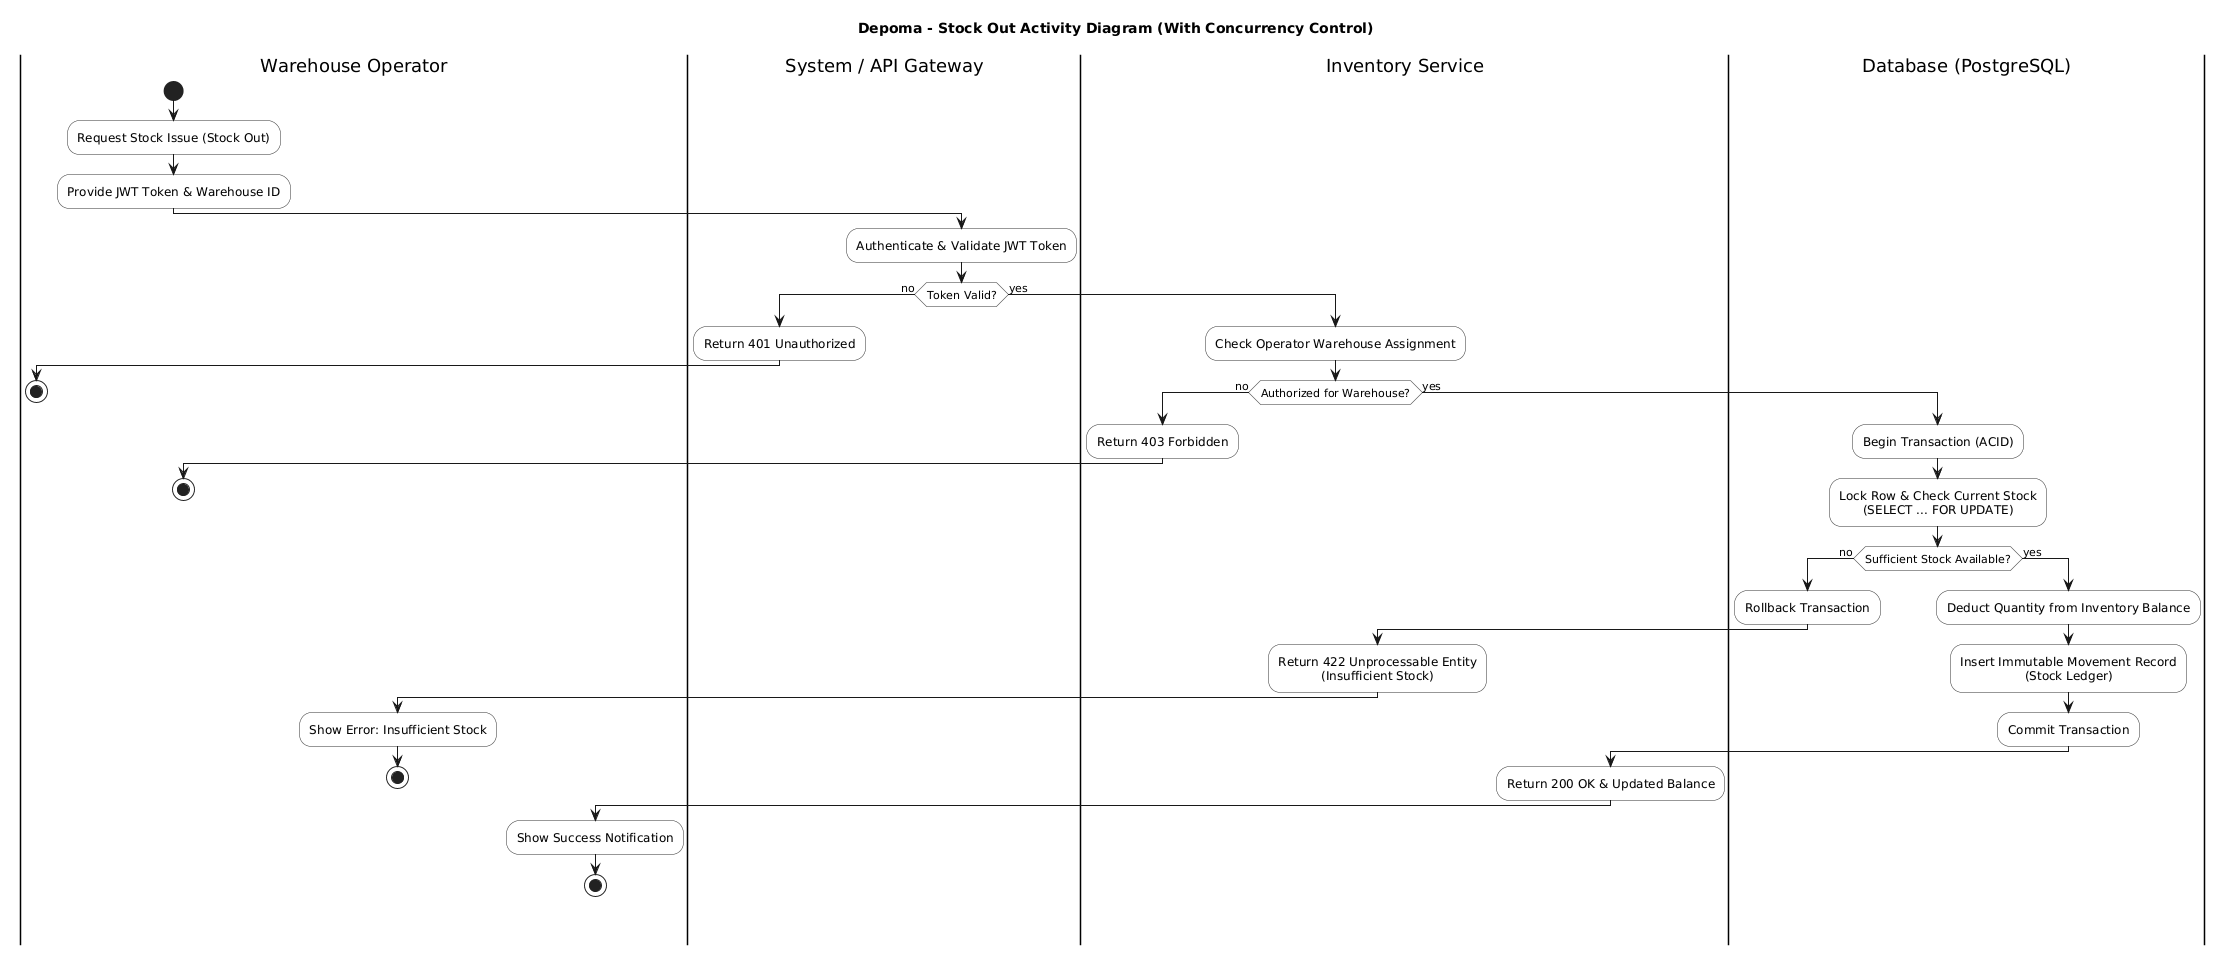 Depoma - Stock Out Activity Diagram (With Concurrency Control)
Warehouse Operator
System / API Gateway
Inventory Service
Database (PostgreSQL)
Request Stock Issue (Stock Out)
Provide JWT Token & Warehouse ID
Authenticate & Validate JWT Token
no
Token Valid?
yes
Return 401 Unauthorized
Check Operator Warehouse Assignment
no
Authorized for Warehouse?
yes
Return 403 Forbidden
Begin Transaction (ACID)
Lock Row & Check Current Stock
(SELECT ... FOR UPDATE)
no
Sufficient Stock Available?
yes
Rollback Transaction
Deduct Quantity from Inventory Balance
Return 422 Unprocessable Entity
(Insufficient Stock)
Insert Immutable Movement Record
(Stock Ledger)
Show Error: Insufficient Stock
Commit Transaction
Return 200 OK & Updated Balance
Show Success Notification